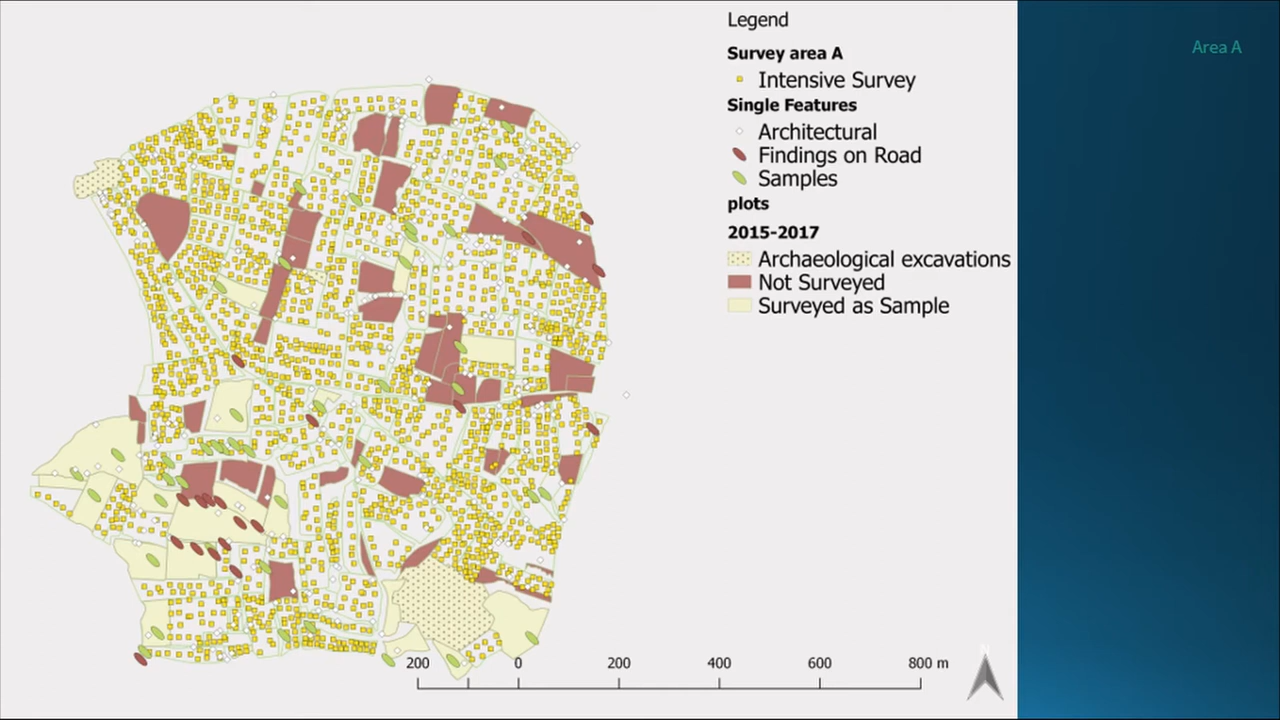 Legend
Survey area A
Intensive Survey
Single Features
Architectural
Findings on Road
Samples
plots
2015-2017
Archaeological excavations
Not Surveyed
Surveyed as Sample
Area A
200 0 200 400 600 800 m
N